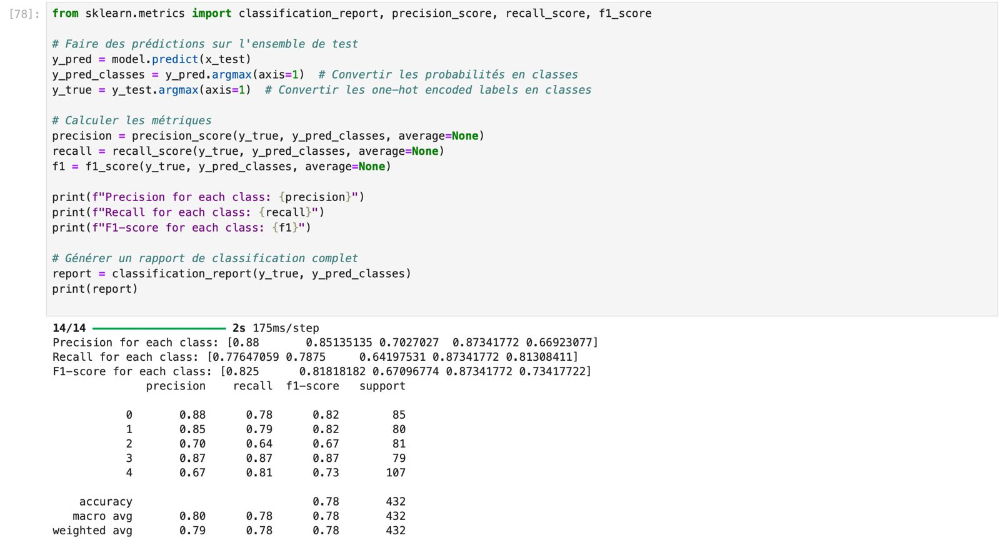 [78]: from sklearn.metrics import classification_report, precision_score, recall_score, f1_score
# Faire des prédictions sur l'ensemble de test
y_pred = model.predict(x_test)
y_pred_classes = y_pred.argmax(axis=1)  # Convertir les probabilités en classes
y_true = y_test.argmax(axis=1)  # Convertir les one-hot encoded labels en classes
# Calculer les métriques
precision = precision_score(y_true, y_pred_classes, average=None)
recall = recall_score(y_true, y_pred_classes, average=None)
f1 = f1_score(y_true, y_pred_classes, average=None)
print(f"Precision for each class: {precision}")
print(f"Recall for each class: {recall}")
print(f"F1-score for each class: {f1}")
# Générer un rapport de classification complet
report = classification_report(y_true, y_pred_classes)
print(report)
14/14 2s 175ms/step
Precision for each class: [0.88       0.85135135 0.7027027  0.87341772 0.66923077]
Recall for each class: [0.77647059 0.7875     0.64197531 0.87341772 0.81308411]
F1-score for each class: [0.825      0.81818182 0.67096774 0.87341772 0.73417722]
              precision    recall  f1-score   support
           0       0.88      0.78      0.82        85
           1       0.85      0.79      0.82        80
           2       0.70      0.64      0.67        81
           3       0.87      0.87      0.87        79
           4       0.67      0.81      0.73       107
    accuracy                           0.78       432
   macro avg       0.80      0.78      0.78       432
weighted avg       0.79      0.78      0.78       432